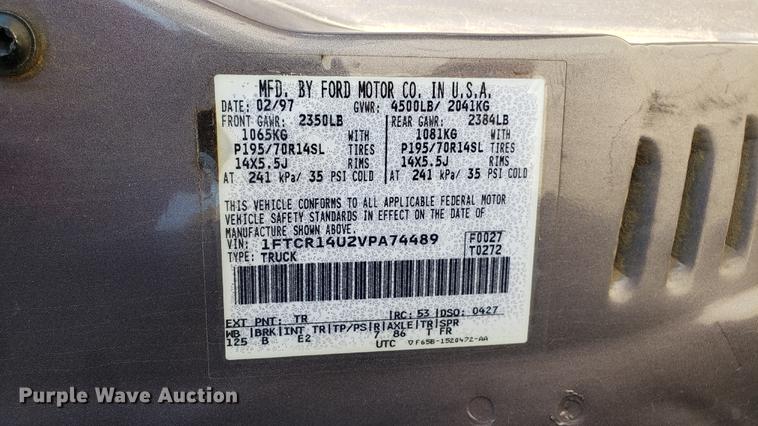 MFD. BY FORD MOTOR CO. IN U.S.A.
DATE: 02/97 GVWR: 4500LB/ 2041KG
FRONT GAWR: 2350LB REAR GAWR: 2384LB
1065KG WITH 1081KG WITH
P195/70R14SL TIRES P195/70R14SL TIRES
14X5.5J RIMS 14X5.5J RIMS
AT 241 kPa/ 35 PSI COLD AT 241 kPa/ 35 PSI COLD
THIS VEHICLE CONFORMS TO ALL APPLICABLE FEDERAL MOTOR
VEHICLE SAFETY STANDARDS IN EFFECT ON THE DATE OF
MANUFACTURE SHOWN ABOVE.
VIN: 1FTCR14U2VPA74489 F0027
TYPE: TRUCK T0272
EXT PNT: TR RC: 53 DSO: 0427
WB BRK INT TR TP/PS R AXLE TR SPR
125 B E2 7 86 T FR
UTC F65B-1520472-AA
Purple Wave Auction